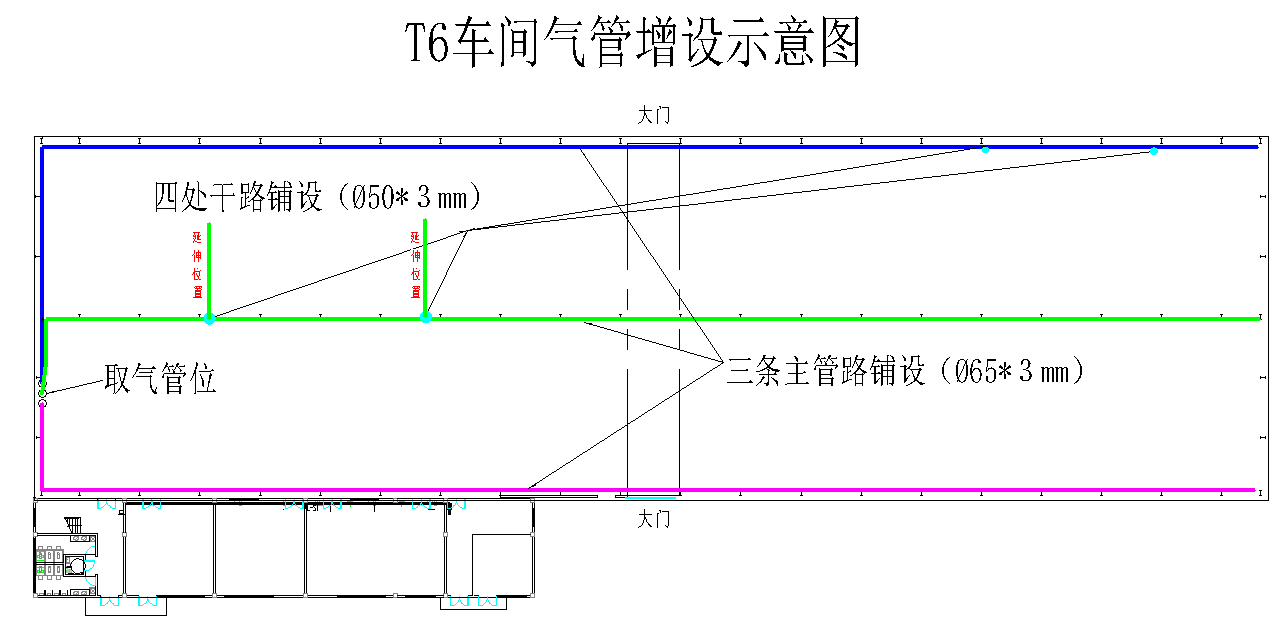 T6车间气管增设示意图
大门
四处干路铺设（Ø50*3mm）
延伸位置
延伸位置
取气管位
三条主管路铺设（Ø65*3mm）
大门